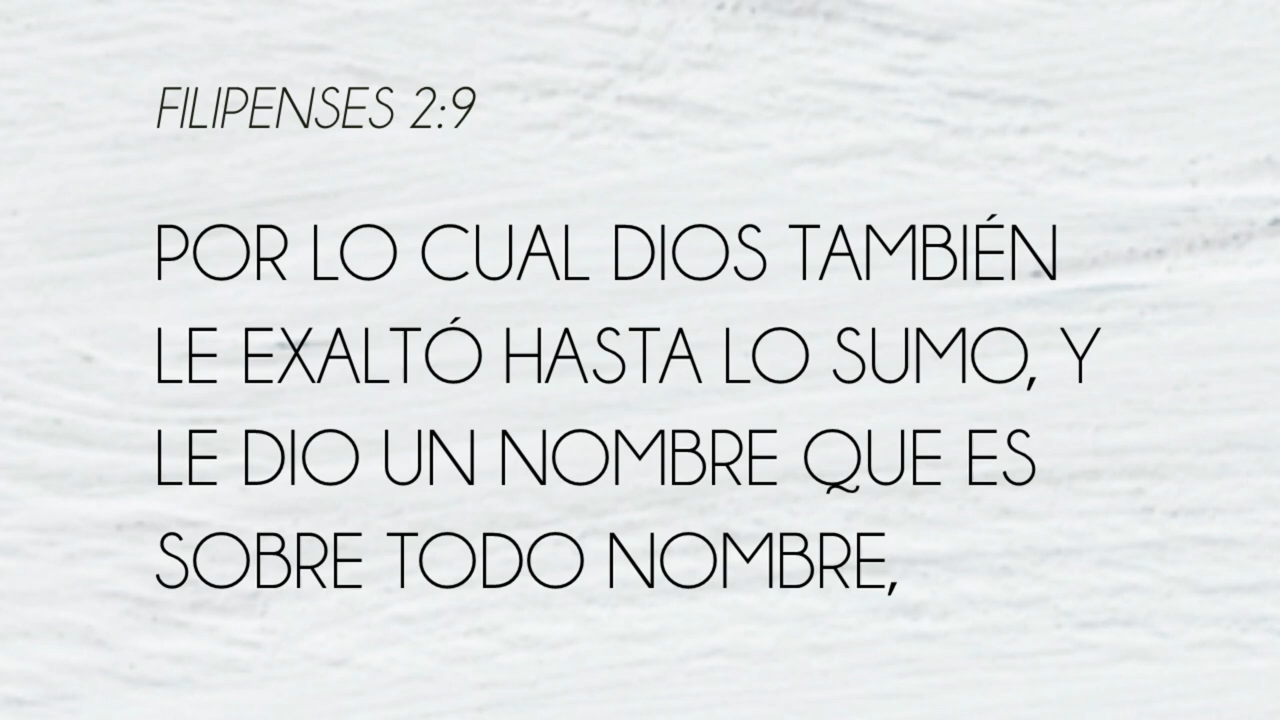 FILIPENSES 2:9
POR LO CUAL DIOS TAMBIÉN
LE EXALTÓ HASTA LO SUMO, Y
LE DIO UN NOMBRE QUE ES
SOBRE TODO NOMBRE,